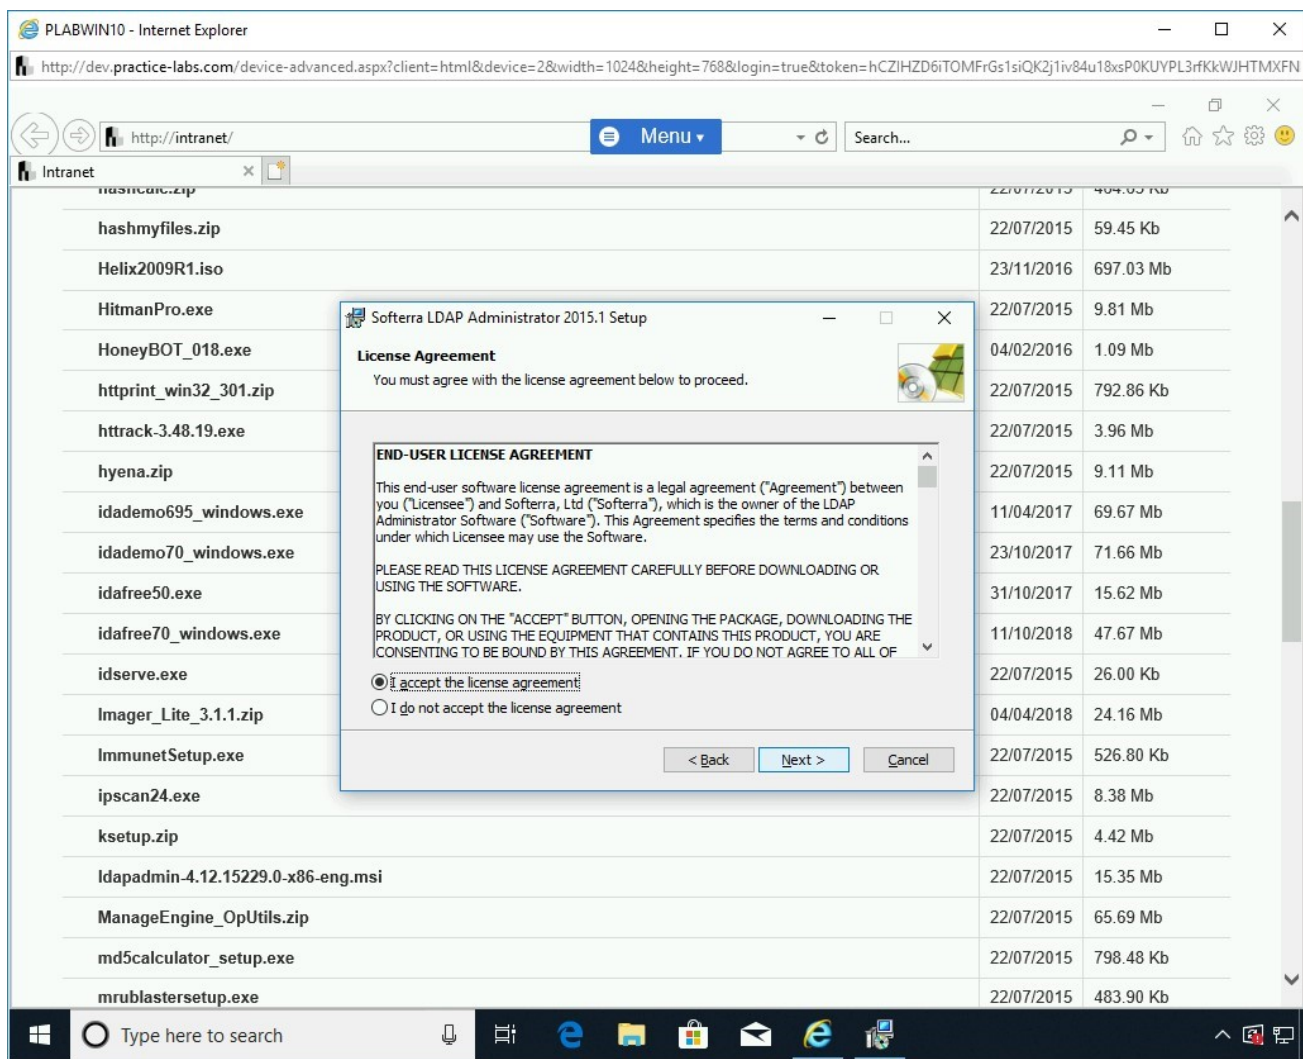 PLABWIN10 - Internet Explorer
http://dev.practice-labs.com/device-advanced.aspx?client=html&device=2&width=1024&height=768&login=true&token=hCZIHZD6iTOMFrGs1siQK2j1iv84u18xsP0KUYPL3rfKkWJHTMXFN
http://intranet/ Menu Search...
Intranet
hashcalc.zip 22/07/2015 464.65 Kb
hashmyfiles.zip 22/07/2015 59.45 Kb
Helix2009R1.iso 23/11/2016 697.03 Mb
HitmanPro.exe 22/07/2015 9.81 Mb
HoneyBOT_018.exe 04/02/2016 1.09 Mb
httprint_win32_301.zip 22/07/2015 792.86 Kb
httrack-3.48.19.exe 22/07/2015 3.96 Mb
hyena.zip 22/07/2015 9.11 Mb
idademo695_windows.exe 11/04/2017 69.67 Mb
idademo70_windows.exe 23/10/2017 71.66 Mb
idafree50.exe 31/10/2017 15.62 Mb
idafree70_windows.exe 11/10/2018 47.67 Mb
idserve.exe 22/07/2015 26.00 Kb
Imager_Lite_3.1.1.zip 04/04/2018 24.16 Mb
ImmunetSetup.exe 22/07/2015 526.80 Kb
ipscan24.exe 22/07/2015 8.38 Mb
ksetup.zip 22/07/2015 4.42 Mb
ldapadmin-4.12.15229.0-x86-eng.msi 22/07/2015 15.35 Mb
ManageEngine_OpUtils.zip 22/07/2015 65.69 Mb
md5calculator_setup.exe 22/07/2015 798.48 Kb
mrublastersetup.exe 22/07/2015 483.90 Kb
Softerra LDAP Administrator 2015.1 Setup
License Agreement
You must agree with the license agreement below to proceed.
END-USER LICENSE AGREEMENT
This end-user software license agreement is a legal agreement ("Agreement") between
you ("Licensee") and Softerra, Ltd ("Softerra"), which is the owner of the LDAP
Administrator Software ("Software"). This Agreement specifies the terms and conditions
under which Licensee may use the Software.
PLEASE READ THIS LICENSE AGREEMENT CAREFULLY BEFORE DOWNLOADING OR
USING THE SOFTWARE.
BY CLICKING ON THE "ACCEPT" BUTTON, OPENING THE PACKAGE, DOWNLOADING THE
PRODUCT, OR USING THE EQUIPMENT THAT CONTAINS THIS PRODUCT, YOU ARE
CONSENTING TO BE BOUND BY THIS AGREEMENT. IF YOU DO NOT AGREE TO ALL OF
I accept the license agreement
I do not accept the license agreement
< Back Next > Cancel
Type here to search